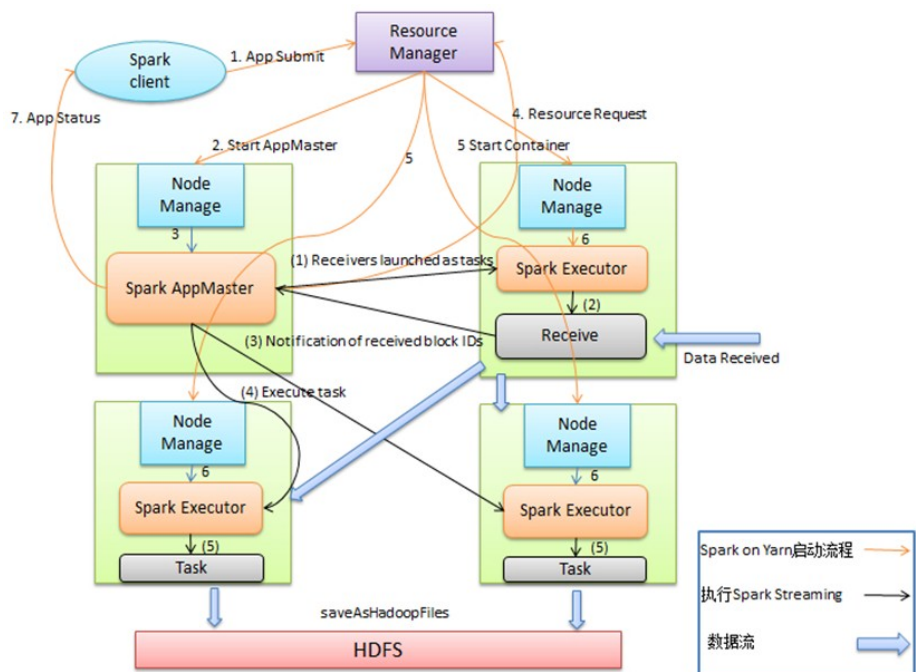 Resource
Manager
Spark
client
1. App Submit
7. App Status
4. Resource Request
2. Start AppMaster
5
5 Start Container
Node
Manage
3
Spark AppMaster
Node
Manage
6
Spark Executor
(1) Receivers launched as tasks
(2)
Receive
(3) Notification of received block IDs
Data Received
(4) Execute task
Node
Manage
6
Spark Executor
(5)
Task
Node
Manage
6
Spark Executor
(5)
Task
saveAsHadoopFiles
HDFS
Spark on Yarn启动流程
执行Spark Streaming
数据流